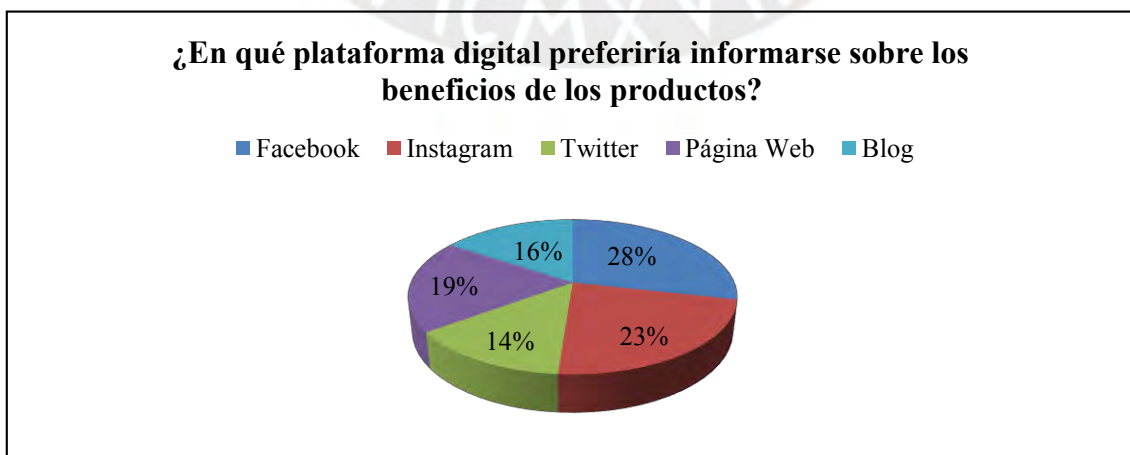 ¿En qué plataforma digital preferiría informarse sobre los
beneficios de los productos?
Facebook Instagram Twitter Página Web Blog
16% 28%
19%
14% 23%